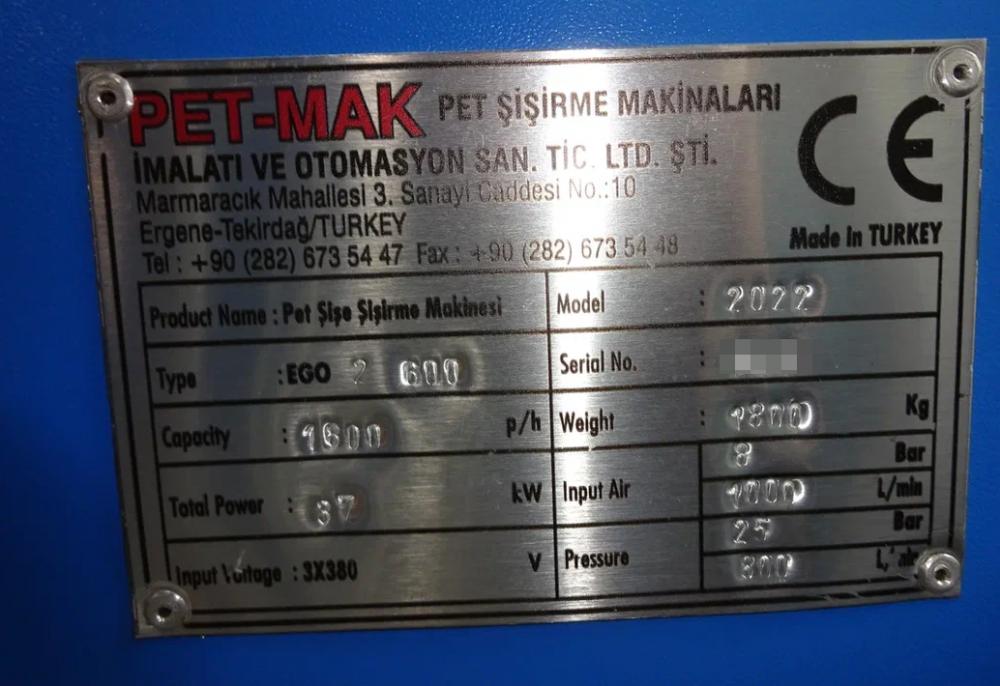 PET-MAK PET ŞİŞİRME MAKİNALARI
İMALATI VE OTOMASYON SAN. TİC. LTD. ŞTİ.
Marmaracık Mahallesi 3. Sanayi Caddesi No.:10
Ergene-Tekirdağ/TURKEY
Tel : +90 (282) 673 54 47 Fax : +90 (282) 673 54 48
CE
Made in TURKEY
Product Name : Pet Şişe Şişirme Makinesi
Model : 2022
Type : EGO 2 600
Serial No. :
Capacity : 1600 p/h
Weight : 1800 Kg
Total Power : 37 kW
Input Air 8 Bar
1000 L/min
Input Voltage : 3X380 V
Pressure 25 Bar
800